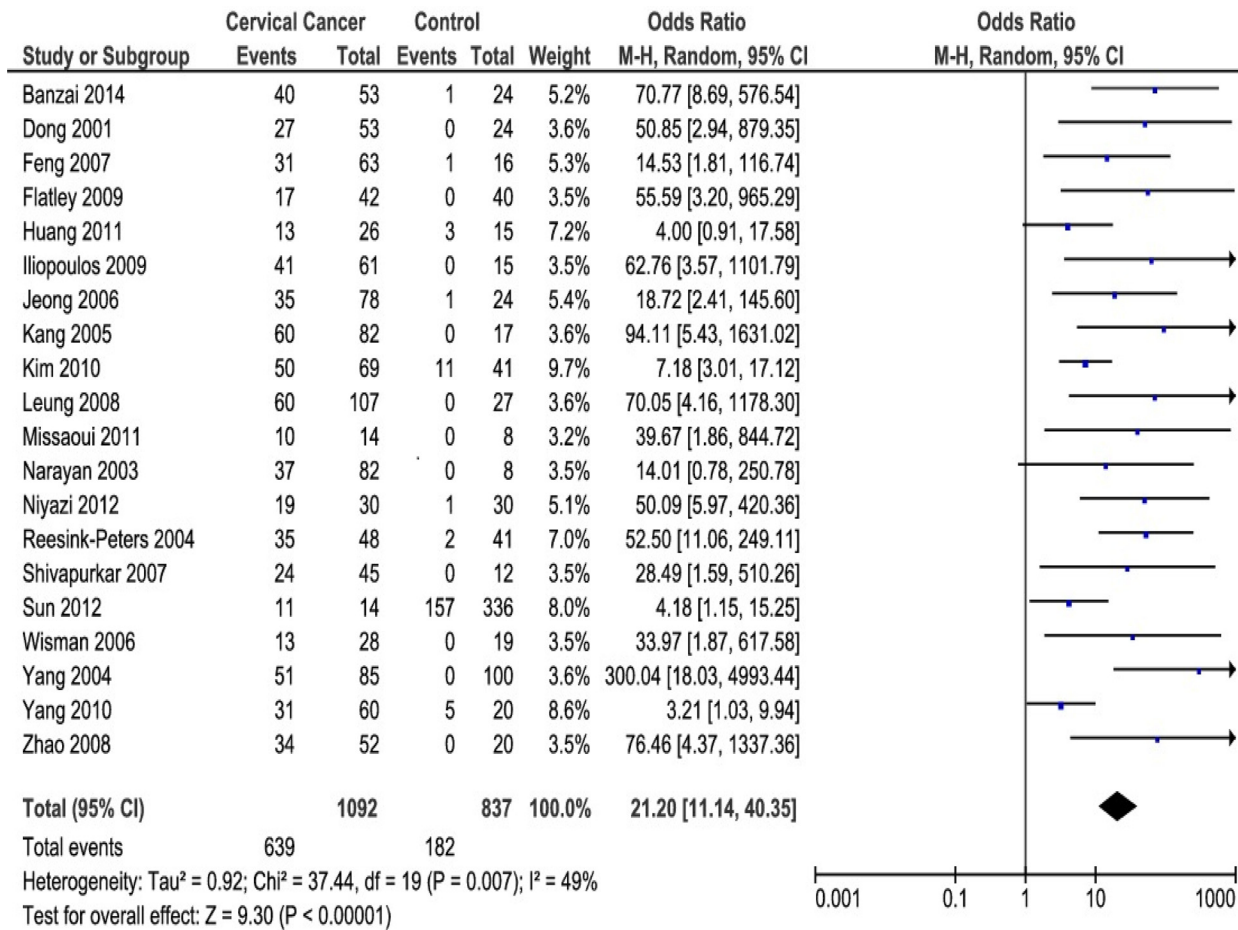 Cervical Cancer Control Odds Ratio Odds Ratio
Study or Subgroup Events Total Events Total Weight M-H, Random, 95% CI M-H, Random, 95% CI
Banzai 2014 40 53 1 24 5.2% 70.77 [8.69, 576.54]
Dong 2001 27 53 0 24 3.6% 50.85 [2.94, 879.35]
Feng 2007 31 63 1 16 5.3% 14.53 [1.81, 116.74]
Flatley 2009 17 42 0 40 3.5% 55.59 [3.20, 965.29]
Huang 2011 13 26 3 15 7.2% 4.00 [0.91, 17.58]
Iliopoulos 2009 41 61 0 15 3.5% 62.76 [3.57, 1101.79]
Jeong 2006 35 78 1 24 5.4% 18.72 [2.41, 145.60]
Kang 2005 60 82 0 17 3.6% 94.11 [5.43, 1631.02]
Kim 2010 50 69 11 41 9.7% 7.18 [3.01, 17.12]
Leung 2008 60 107 0 27 3.6% 70.05 [4.16, 1178.30]
Missaoui 2011 10 14 0 8 3.2% 39.67 [1.86, 844.72]
Narayan 2003 37 82 0 8 3.5% 14.01 [0.78, 250.78]
Niyazi 2012 19 30 1 30 5.1% 50.09 [5.97, 420.36]
Reesink-Peters 2004 35 48 2 41 7.0% 52.50 [11.06, 249.11]
Shivapurkar 2007 24 45 0 12 3.5% 28.49 [1.59, 510.26]
Sun 2012 11 14 157 336 8.0% 4.18 [1.15, 15.25]
Wisman 2006 13 28 0 19 3.5% 33.97 [1.87, 617.58]
Yang 2004 51 85 0 100 3.6% 300.04 [18.03, 4993.44]
Yang 2010 31 60 5 20 8.6% 3.21 [1.03, 9.94]
Zhao 2008 34 52 0 20 3.5% 76.46 [4.37, 1337.36]
Total (95% CI) 1092 837 100.0% 21.20 [11.14, 40.35]
Total events 639 182
Heterogeneity: Tau² = 0.92; Chi² = 37.44, df = 19 (P = 0.007); I² = 49%
Test for overall effect: Z = 9.30 (P < 0.00001)
0.001 0.1 1 10 1000